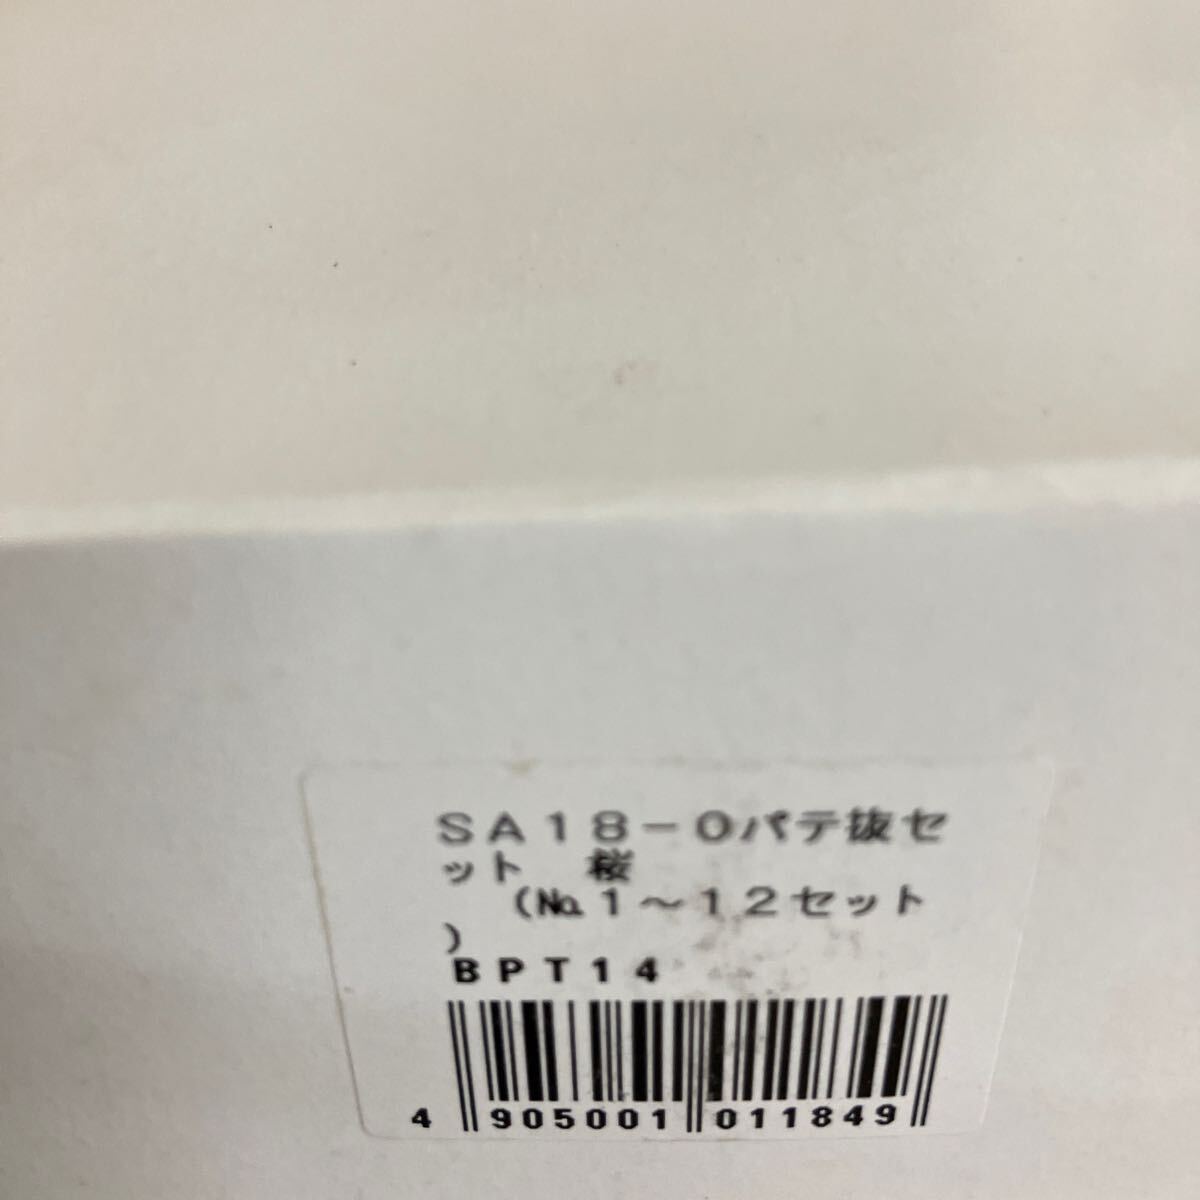 ＳＡ１８－０パテ抜セ
ット　桜
（№１～１２セット
）
ＢＰＴ１４
4 905001 011849